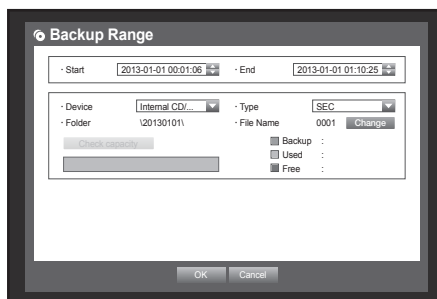 Backup Range
· Start 2013-01-01 00:01:06 · End 2013-01-01 01:10:25
· Device Internal CD/... · Type SEC
· Folder \20130101\ · File Name 0001 Change
Check capacity
Backup :
Used :
Free :
OK Cancel